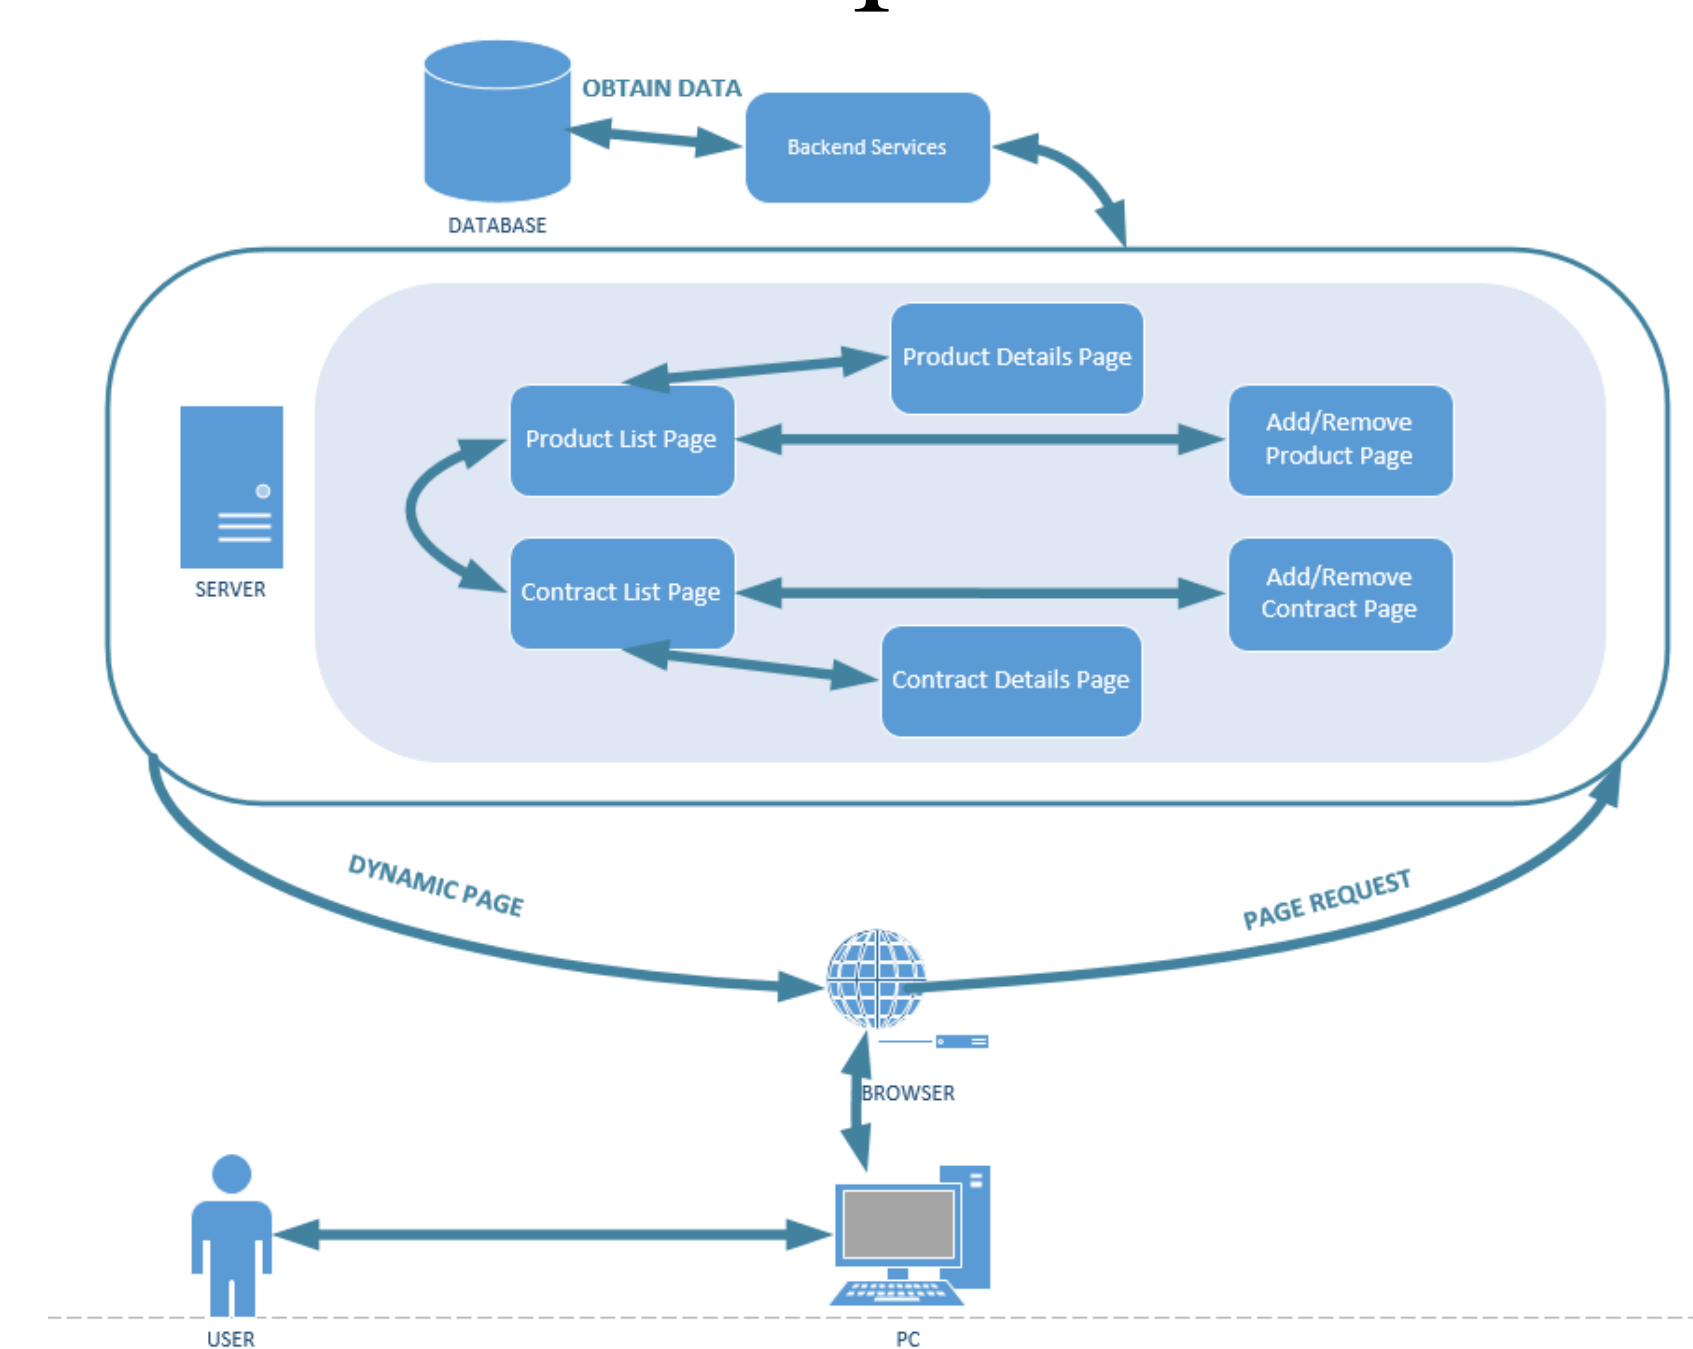 OBTAIN DATA
Backend Services
DATABASE
Product Details Page
Product List Page
Add/Remove
Product Page
SERVER
Contract List Page
Add/Remove
Contract Page
Contract Details Page
DYNAMIC PAGE
PAGE REQUEST
BROWSER
USER
PC